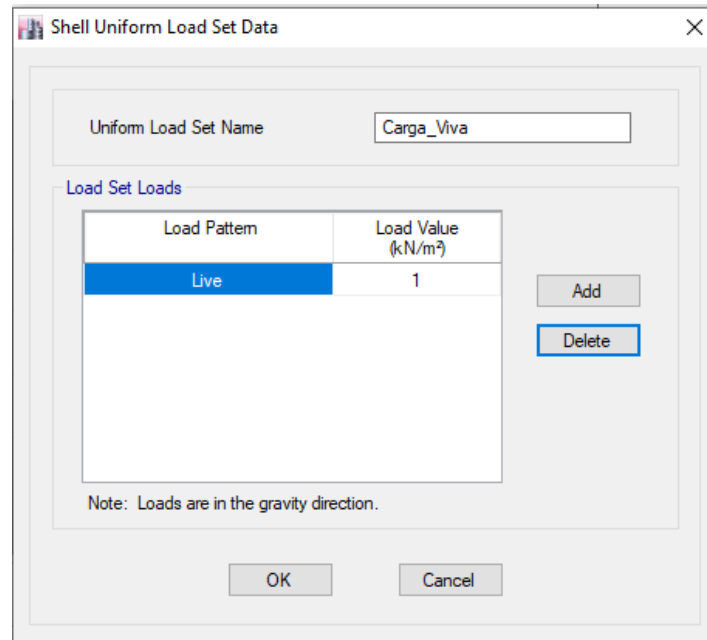 Shell Uniform Load Set Data
Uniform Load Set Name
Carga_Viva
Load Set Loads
Load Pattern
Load Value
(kN/m²)
Live
1
Add
Delete
Note: Loads are in the gravity direction.
OK
Cancel